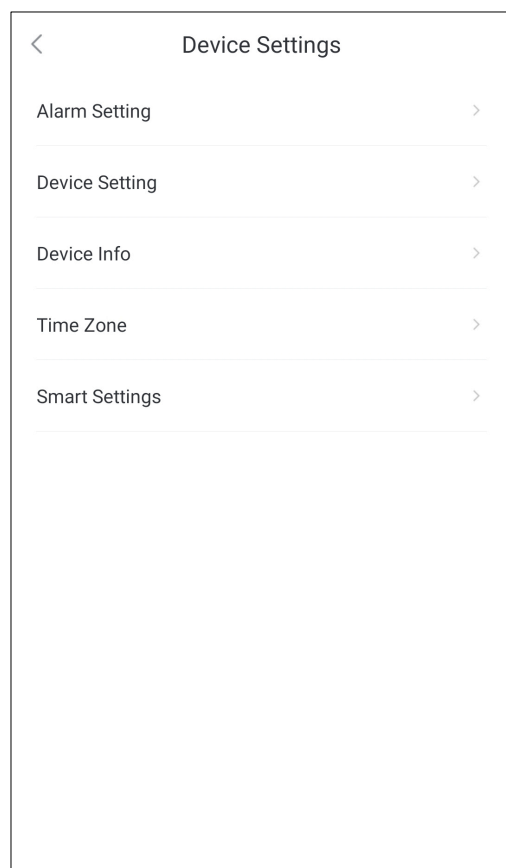 Device Settings
Alarm Setting
Device Setting
Device Info
Time Zone
Smart Settings